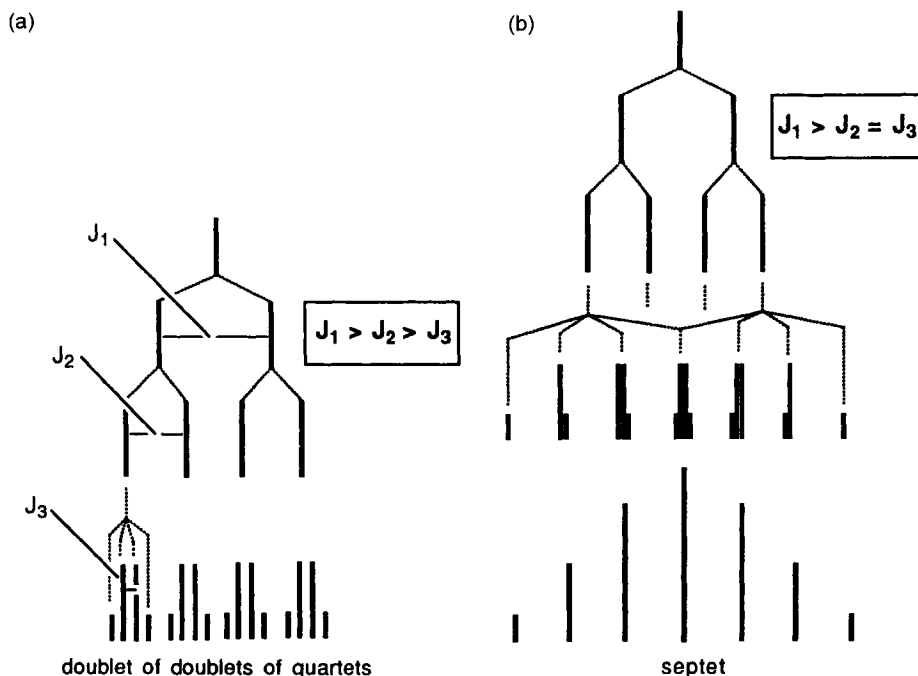 (a)
J₁
J₁ > J₂ > J₃
J₂
J₃
doublet of doublets of quartets
(b)
J₁ > J₂ = J₃
septet